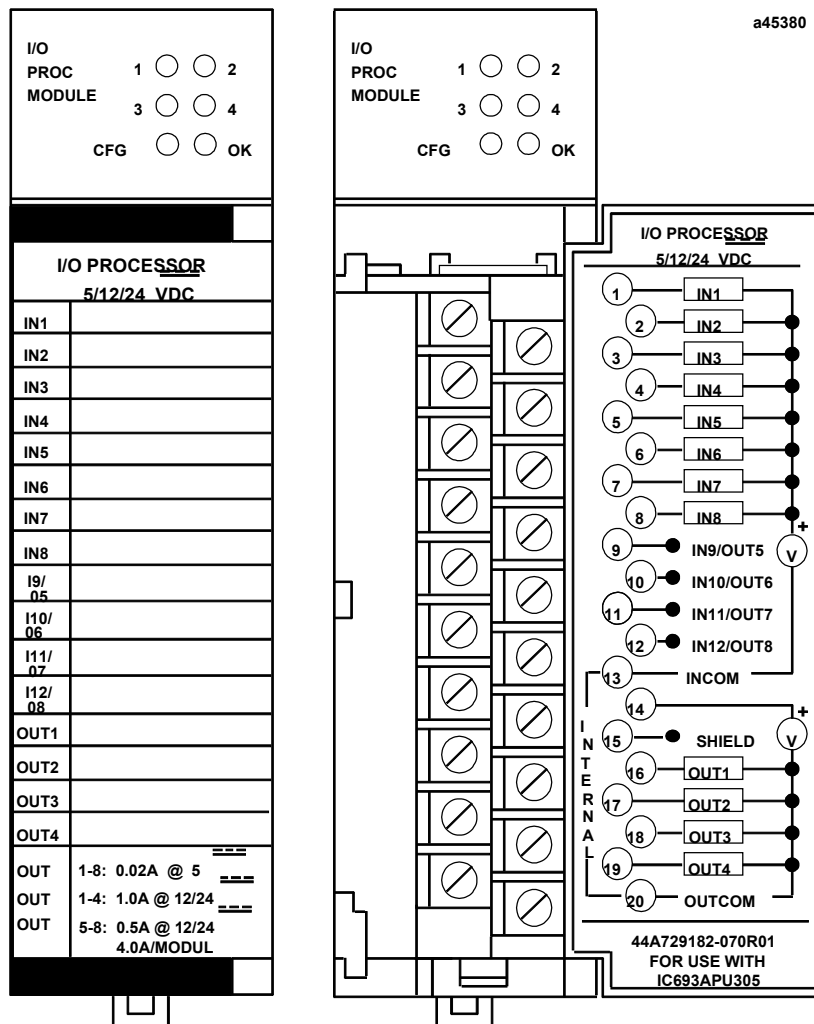 a45380
I/O
PROC
MODULE
1 2
3 4
CFG OK
I/O PROCESSOR
5/12/24 VDC
IN1
IN2
IN3
IN4
IN5
IN6
IN7
IN8
I9/
05
I10/
06
I11/
07
I12/
08
OUT1
OUT2
OUT3
OUT4
OUT 1-8: 0.02A @ 5
OUT 1-4: 1.0A @ 12/24
OUT 5-8: 0.5A @ 12/24
4.0A/MODUL
I/O
PROC
MODULE
1 2
3 4
CFG OK
I/O PROCESSOR
5/12/24 VDC
1 IN1
2 IN2
3 IN3
4 IN4
5 IN5
6 IN6
7 IN7
8 IN8
+
V
9 IN9/OUT5
10 IN10/OUT6
11 IN11/OUT7
12 IN12/OUT8
13 INCOM
14
+
V
15 SHIELD
16 OUT1
17 OUT2
18 OUT3
19 OUT4
20 OUTCOM
INTERNAL
44A729182-070R01
FOR USE WITH
IC693APU305